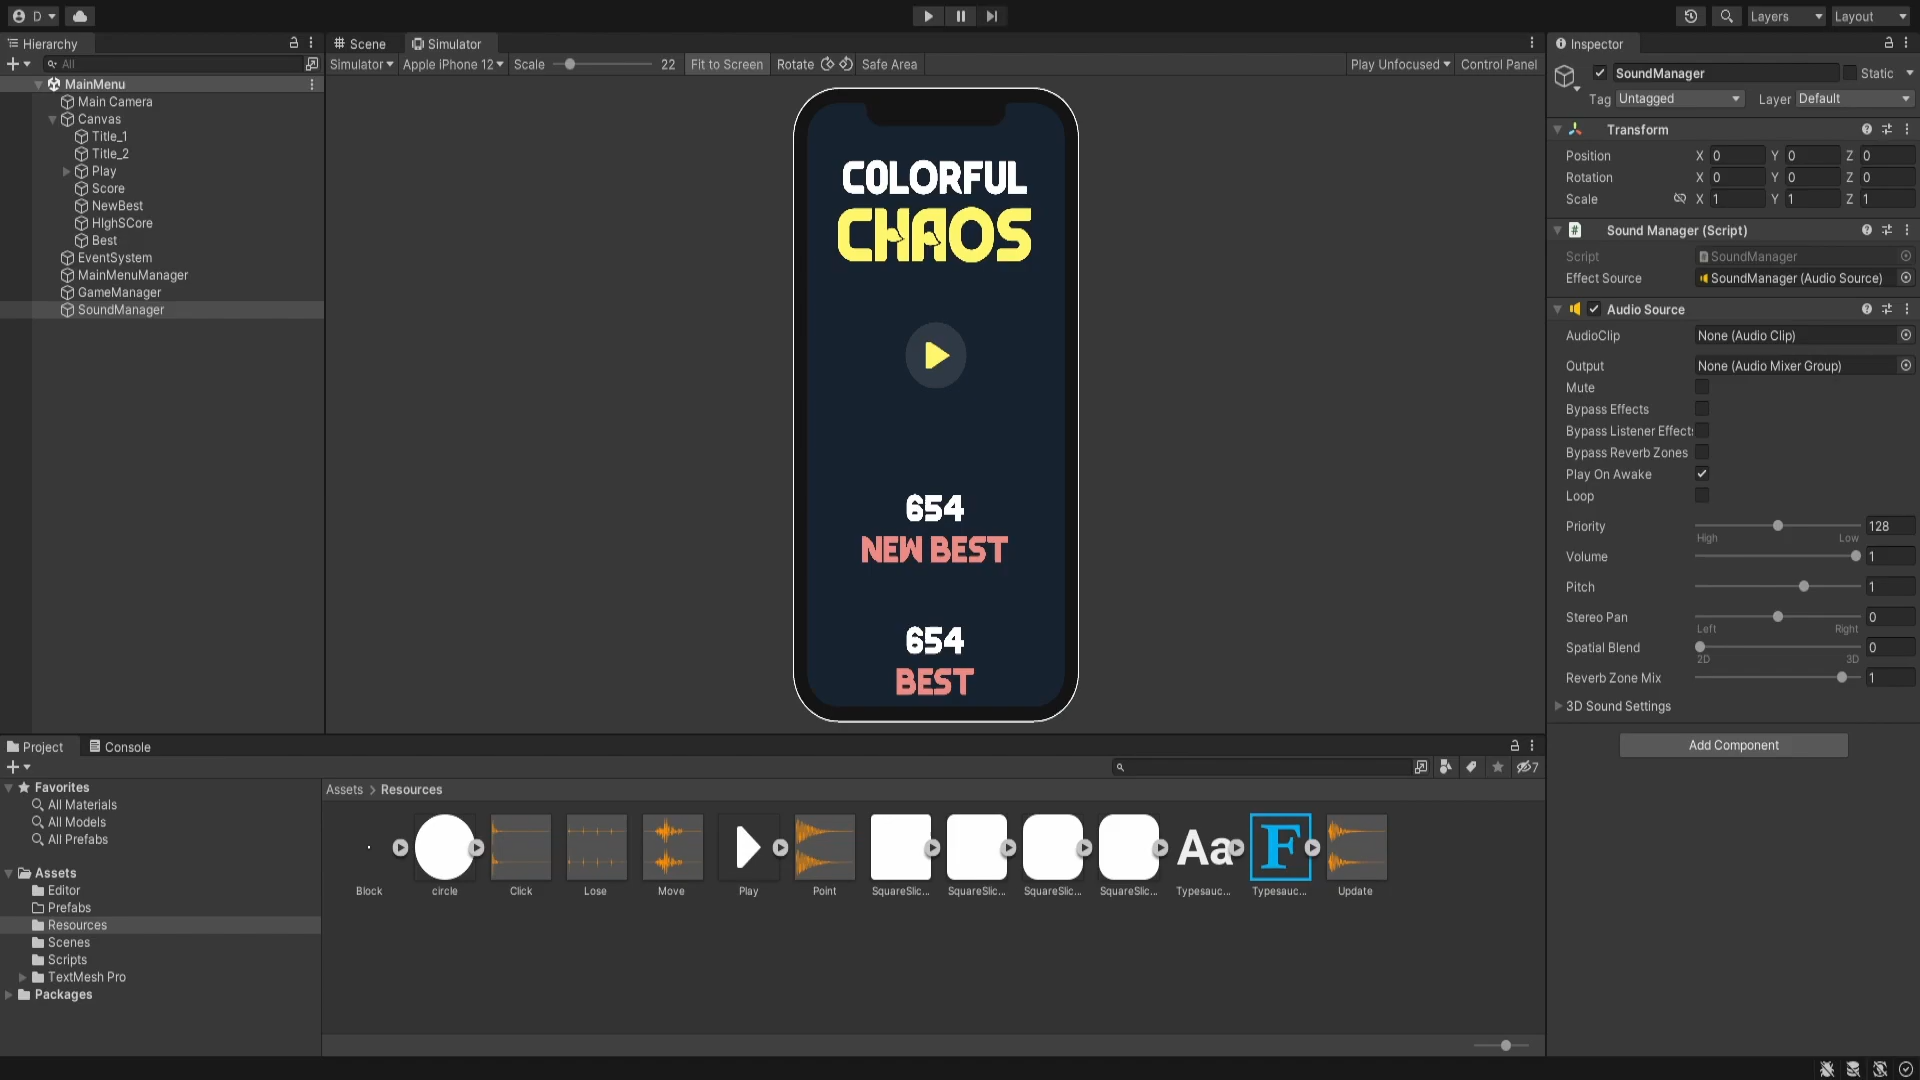 D
Layers
Layout
Hierarchy
All
MainMenu
Main Camera
Canvas
Title_1
Title_2
Play
Score
NewBest
HIghSCore
Best
EventSystem
MainMenuManager
GameManager
SoundManager
Scene
Simulator
Simulator
Apple iPhone 12
Scale
22
Fit to Screen
Rotate
Safe Area
Play Unfocused
Control Panel
COLORFUL
CHAOS
654
NEW BEST
654
BEST
Inspector
SoundManager
Static
Tag
Untagged
Layer
Default
Transform
Position
X 0
Y 0
Z 0
Rotation
X 0
Y 0
Z 0
Scale
X 1
Y 1
Z 1
Sound Manager (Script)
Script
SoundManager
Effect Source
SoundManager (Audio Source)
Audio Source
AudioClip
None (Audio Clip)
Output
None (Audio Mixer Group)
Mute
Bypass Effects
Bypass Listener Effects
Bypass Reverb Zones
Play On Awake
Loop
Priority
128
High
Low
Volume
1
Pitch
1
Stereo Pan
0
Left
Right
Spatial Blend
0
2D
3D
Reverb Zone Mix
1
3D Sound Settings
Add Component
Project
Console
7
Favorites
All Materials
All Models
All Prefabs
Assets
Editor
Prefabs
Resources
Scenes
Scripts
TextMesh Pro
Packages
Assets > Resources
Aa
F
Block
circle
Click
Lose
Move
Play
Point
SquareSlic...
SquareSlic...
SquareSlic...
SquareSlic...
Typesauc...
Typesauc...
Update